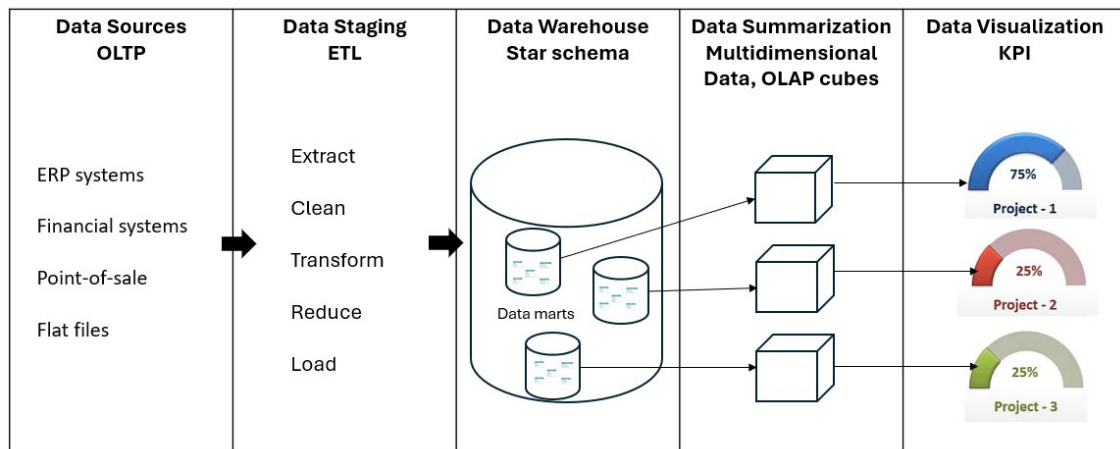 Data Sources
OLTP
Data Staging
ETL
Data Warehouse
Star schema
Data Summarization
Multidimensional
Data, OLAP cubes
Data Visualization
KPI
ERP systems
Financial systems
Point-of-sale
Flat files
Extract
Clean
Transform
Reduce
Load
Data marts
75%
Project - 1
25%
Project - 2
25%
Project - 3